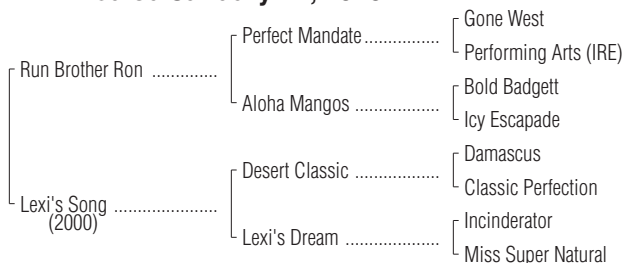 Gone West
Perfect Mandate................
Performing Arts (IRE)
Run Brother Ron ..............
Bold Badgett
Aloha Mangos ..................
Icy Escapade
Damascus
Desert Classic ..................
Classic Perfection
Lexi's Song ......................
(2000)
Incinderator
Lexi's Dream ....................
Miss Super Natural